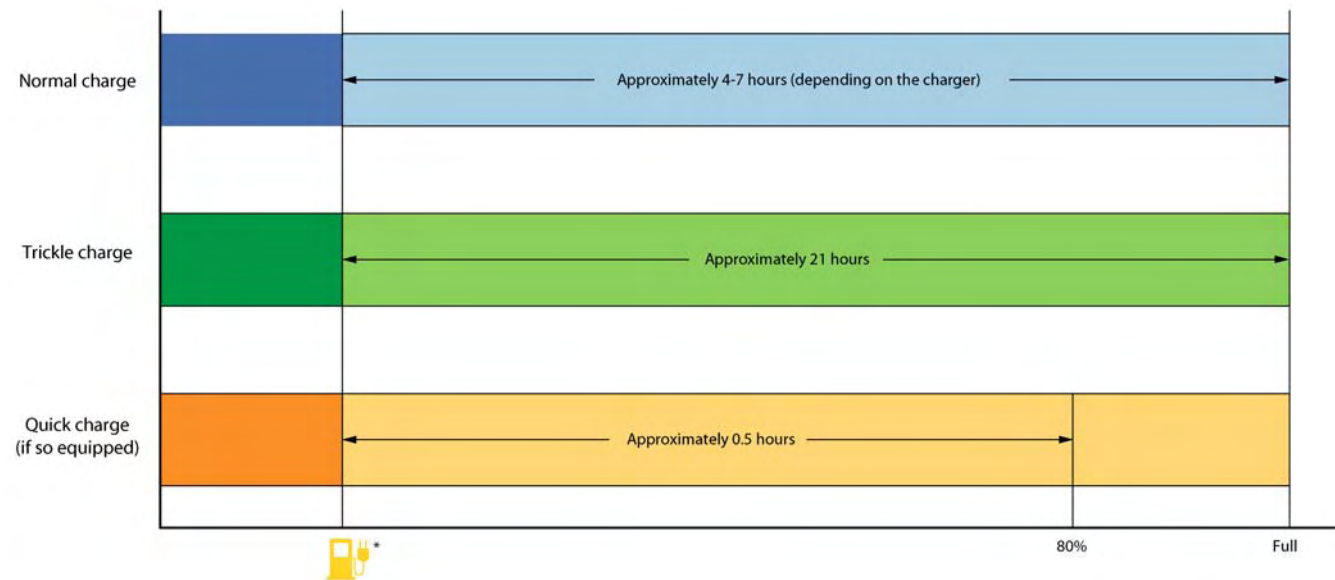 Normal charge
Approximately 4-7 hours (depending on the charger)
Trickle charge
Approximately 21 hours
Quick charge
(if so equipped)
Approximately 0.5 hours
*
80%
Full